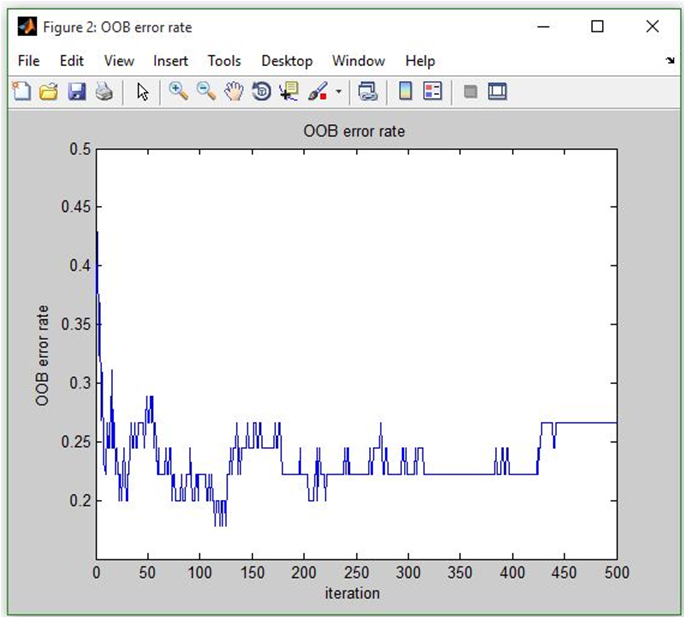 Figure 2: OOB error rate
File Edit View Insert Tools Desktop Window Help
OOB error rate
0.5
0.45
0.4
0.35
0.3
0.25
0.2
OOB error rate
0 50 100 150 200 250 300 350 400 450 500
iteration